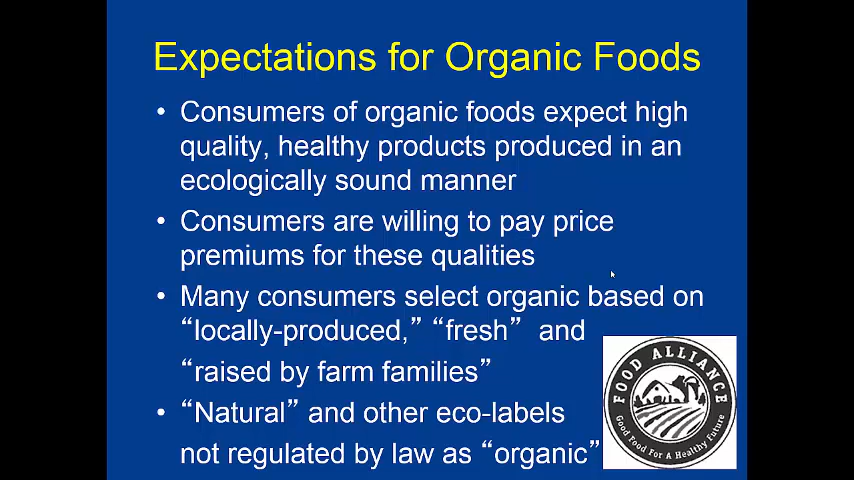 Expectations for Organic Foods
• Consumers of organic foods expect high
quality, healthy products produced in an
ecologically sound manner
• Consumers are willing to pay price
premiums for these qualities
• Many consumers select organic based on
“locally-produced,” “fresh” and
“raised by farm families”
• “Natural” and other eco-labels
not regulated by law as “organic”
FOOD ALLIANCE
Good Food For A Healthy Future